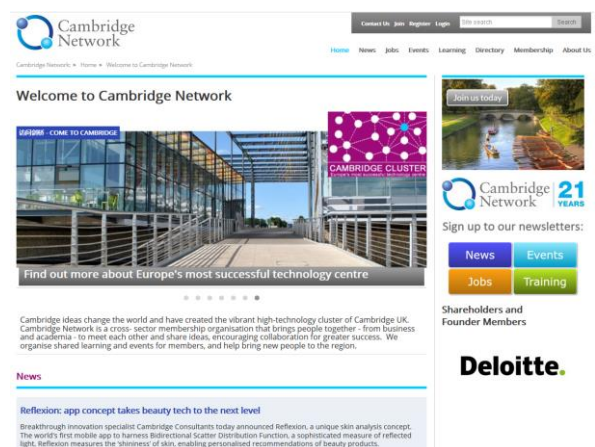 Cambridge
Network
Contact Us Join Register Login Site search Search
Home News Jobs Events Learning Directory Membership About Us
Cambridge Network » Home » Welcome to Cambridge Network
Welcome to Cambridge Network
- COME TO CAMBRIDGE
CAMBRIDGE CLUSTER
Europe's most successful technology centre
Find out more about Europe's most successful technology centre
Cambridge ideas change the world and have created the vibrant high-technology cluster of Cambridge UK.
Cambridge Network is a cross- sector membership organisation that brings people together - from business
and academia - to meet each other and share ideas, encouraging collaboration for greater success. We
organise shared learning and events for members, and help bring new people to the region.
News
Reflexion: app concept takes beauty tech to the next level
Breakthrough innovation specialist Cambridge Consultants today announced Reflexion, a unique skin analysis concept.
The world's first mobile app to harness Bidirectional Scatter Distribution Function, a sophisticated measure of reflected
light, Reflexion measures the 'shininess' of skin, enabling personalised recommendations of beauty products.
Join us today
Cambridge
Network
21
YEARS
Sign up to our newsletters:
News
Events
Jobs
Training
Shareholders and
Founder Members
Deloitte.